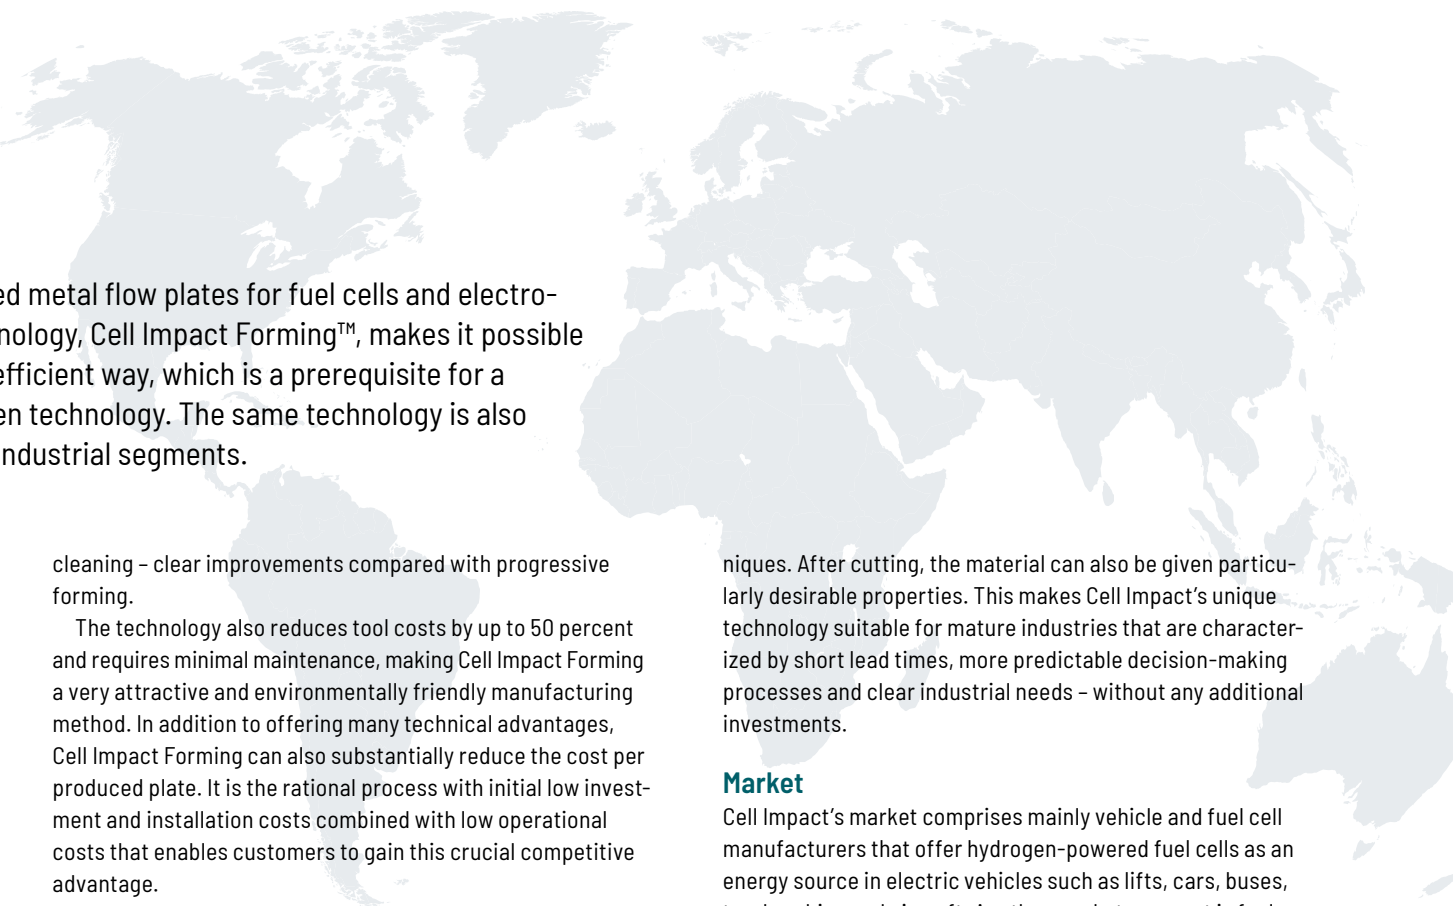 ed metal flow plates for fuel cells and electro-
nology, Cell Impact Forming™, makes it possible
efficient way, which is a prerequisite for a
en technology. The same technology is also
ndustrial segments.
cleaning – clear improvements compared with progressive
forming.
The technology also reduces tool costs by up to 50 percent
and requires minimal maintenance, making Cell Impact Forming
a very attractive and environmentally friendly manufacturing
method. In addition to offering many technical advantages,
Cell Impact Forming can also substantially reduce the cost per
produced plate. It is the rational process with initial low invest-
ment and installation costs combined with low operational
costs that enables customers to gain this crucial competitive
advantage.
niques. After cutting, the material can also be given particu-
larly desirable properties. This makes Cell Impact's unique
technology suitable for mature industries that are character-
ized by short lead times, more predictable decision-making
processes and clear industrial needs – without any additional
investments.
Market
Cell Impact's market comprises mainly vehicle and fuel cell
manufacturers that offer hydrogen-powered fuel cells as an
energy source in electric vehicles such as lifts, cars, buses,